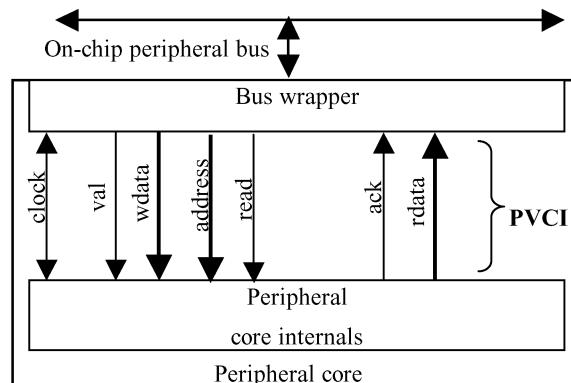 On-chip peripheral bus
Bus wrapper
clock
val
wdata
address
read
ack
rdata
PVCI
Peripheral
core internals
Peripheral core